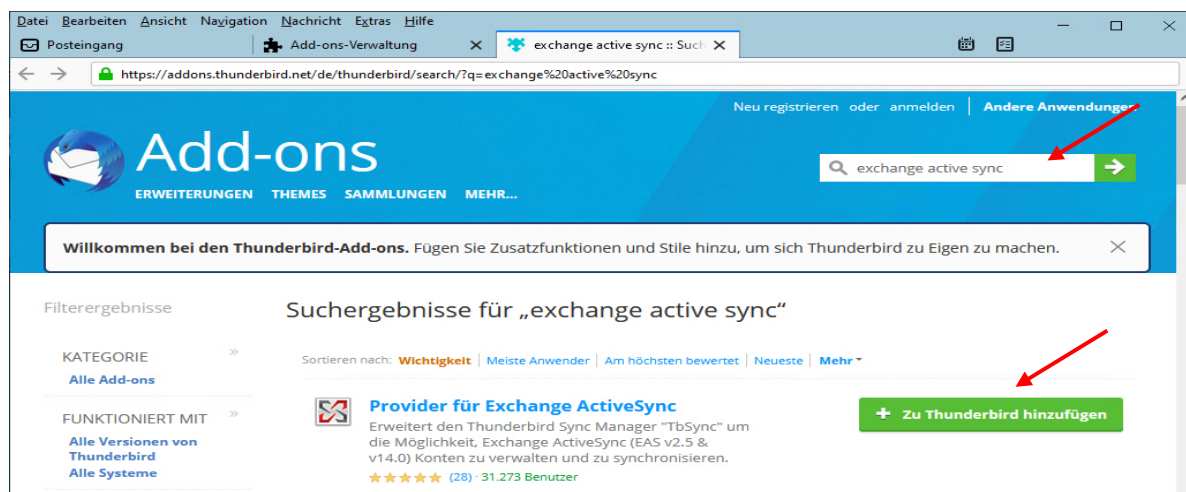 Datei Bearbeiten Ansicht Navigation Nachricht Extras Hilfe
Posteingang Add-ons-Verwaltung exchange active sync :: Such
https://addons.thunderbird.net/de/thunderbird/search/?q=exchange%20active%20sync
Neu registrieren oder anmelden | Andere Anwendungen
Add-ons
exchange active sync
ERWEITERUNGEN THEMES SAMMLUNGEN MEHR...
Willkommen bei den Thunderbird-Add-ons. Fügen Sie Zusatzfunktionen und Stile hinzu, um sich Thunderbird zu Eigen zu machen.
Filterergebnisse
Suchergebnisse für „exchange active sync“
KATEGORIE »
Alle Add-ons
Sortieren nach: Wichtigkeit | Meiste Anwender | Am höchsten bewertet | Neueste | Mehr
FUNKTIONIERT MIT »
Alle Versionen von
Thunderbird
Alle Systeme
Provider für Exchange ActiveSync
Erweitert den Thunderbird Sync Manager "TbSync" um
die Möglichkeit, Exchange ActiveSync (EAS v2.5 &
v14.0) Konten zu verwalten und zu synchronisieren.
(28) · 31.273 Benutzer
+ Zu Thunderbird hinzufügen